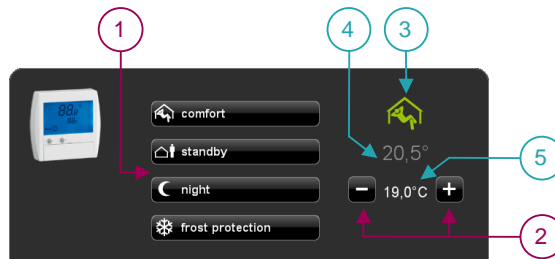 1
4
3
comfort
20,5°
standby
5
night
− 19,0°C +
frost protection
2